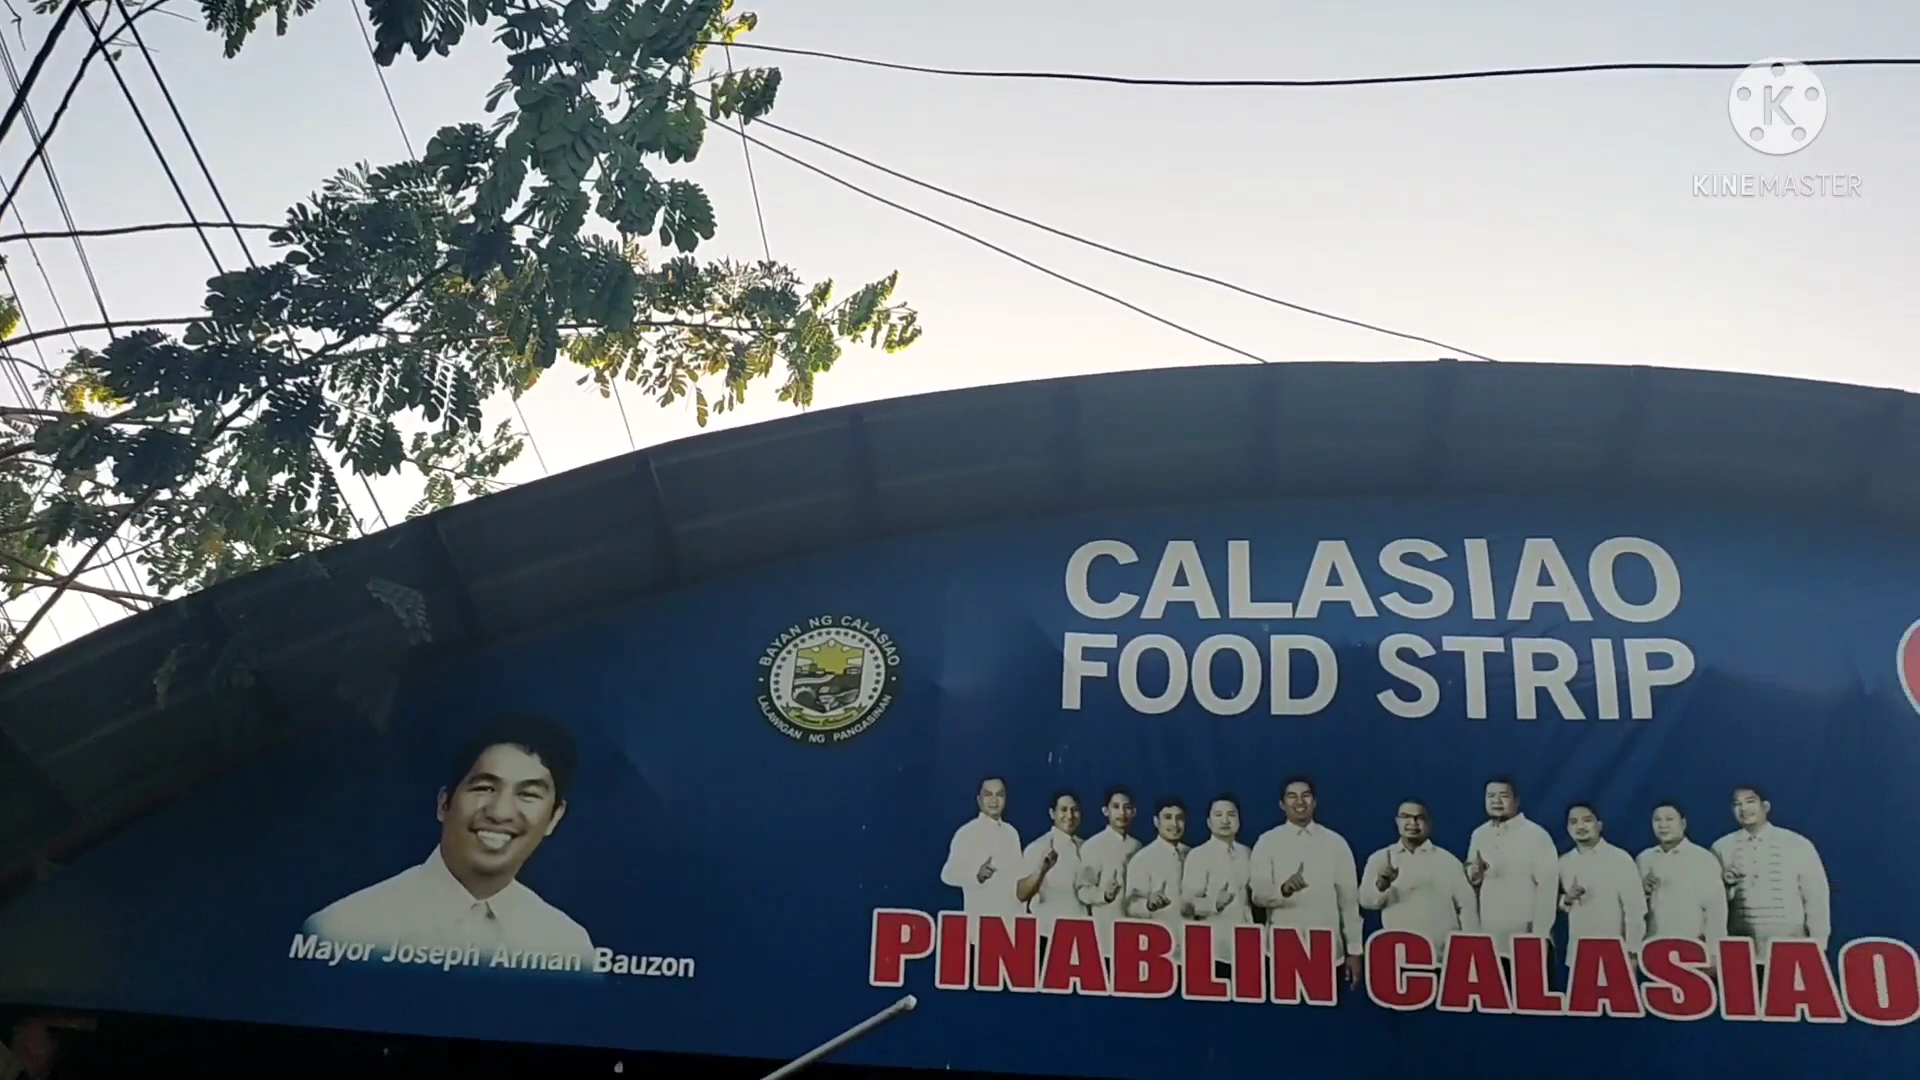 K
KINEMASTER
CALASIAO
FOOD STRIP
BAYAN NG CALASIAO
LALAWIGAN NG PANGASINAN
Mayor Joseph Arman Bauzon
PINABLIN CALASIAO